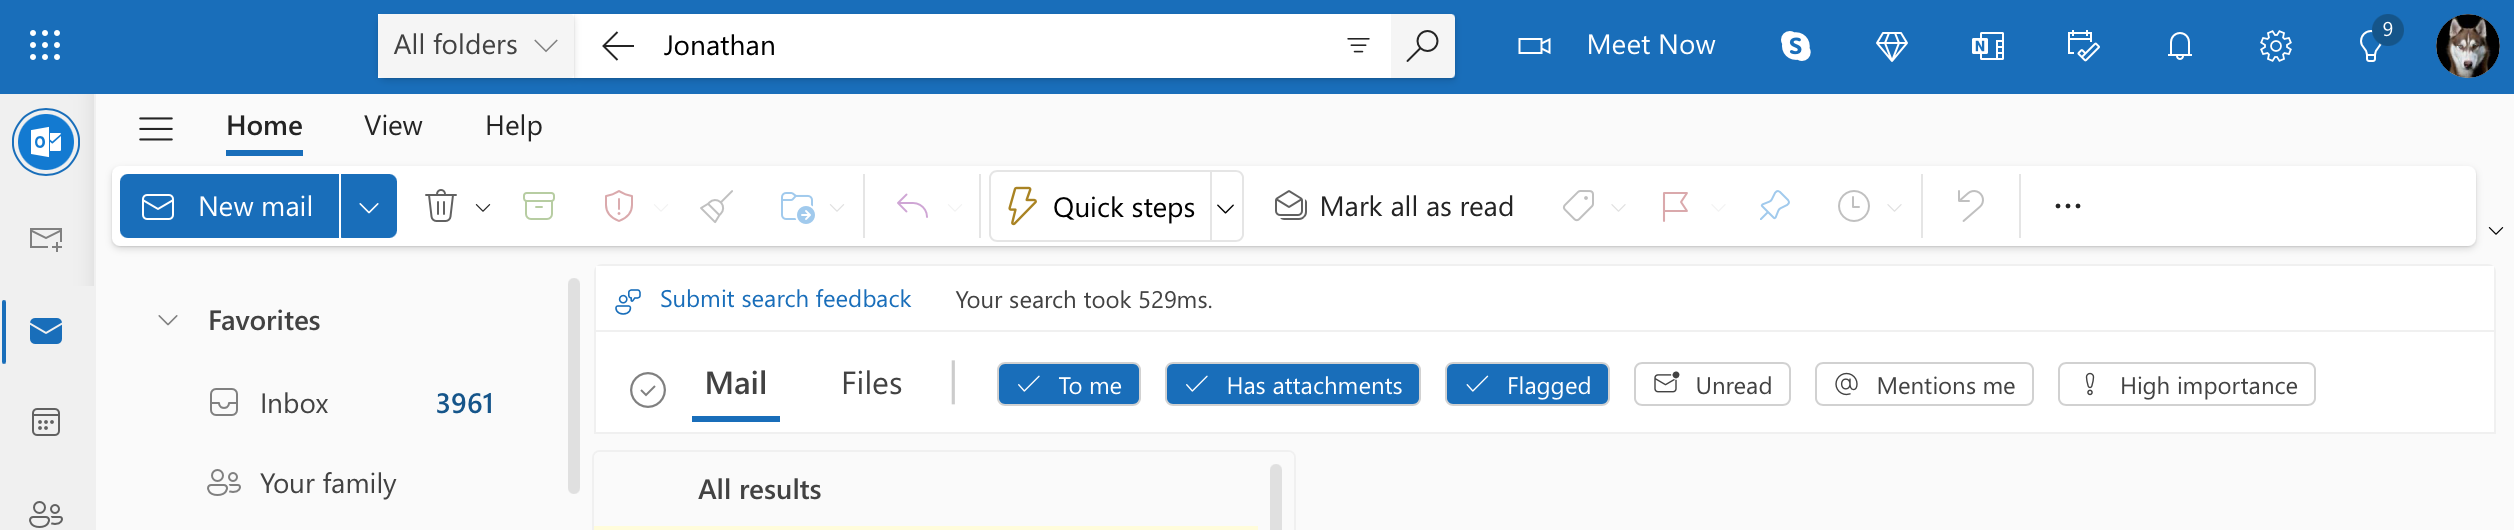 All folders Jonathan Meet Now 9
Home View Help
New mail Quick steps Mark all as read
Submit search feedback Your search took 529ms.
Favorites
Mail Files To me Has attachments Flagged Unread Mentions me High importance
Inbox 3961
Your family
All results